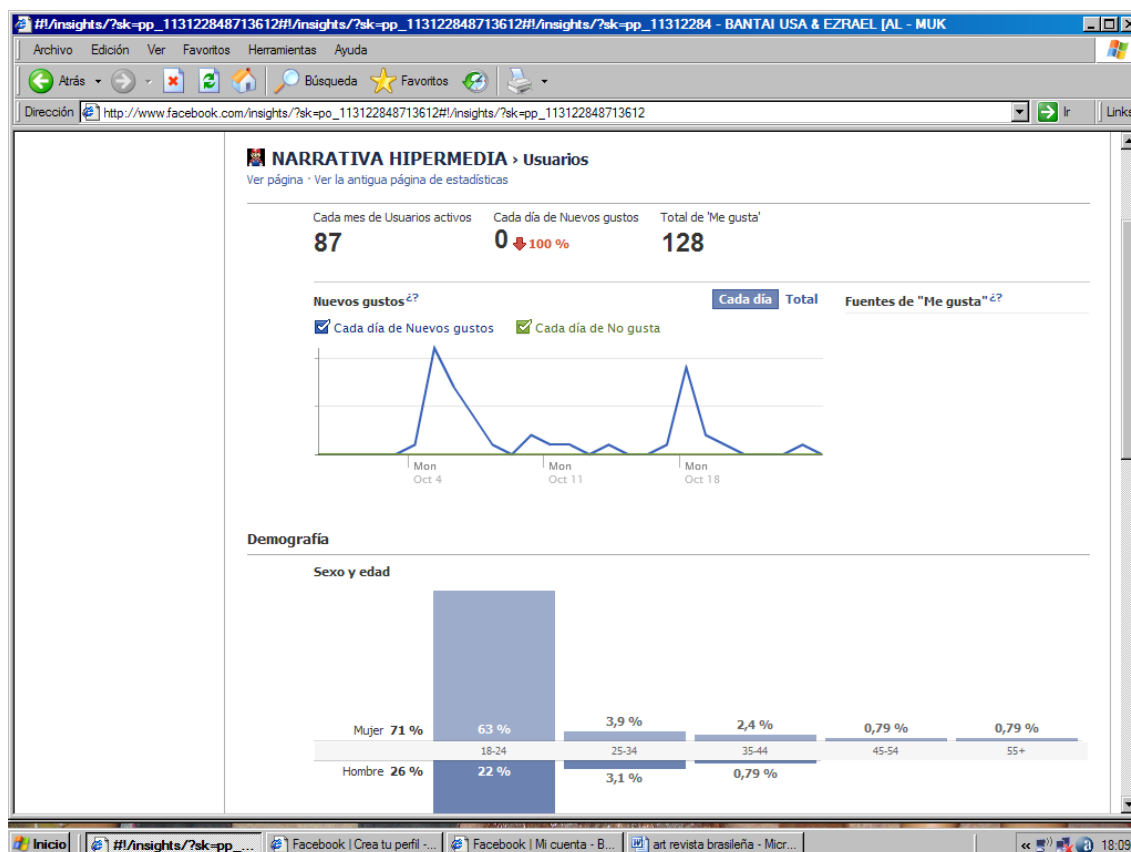 #!/insights/?sk=pp_113122848713612#!/insights/?sk=pp_113122848713612#!/insights/?sk=pp_11312284 - BANTAI USA & EZRAEL [AL - MUK
Archivo Edición Ver Favoritos Herramientas Ayuda
Atrás Búsqueda Favoritos
Dirección http://www.facebook.com/insights/?sk=po_113122848713612#!/insights/?sk=pp_113122848713612 Ir Links
NARRATIVA HIPERMEDIA › Usuarios
Ver página · Ver la antigua página de estadísticas
Cada mes de Usuarios activos Cada día de Nuevos gustos Total de 'Me gusta'
87 0 100 % 128
Nuevos gustos ¿? Cada día Total Fuentes de "Me gusta" ¿?
Cada día de Nuevos gustos Cada día de No gusta
Mon Mon Mon
Oct 4 Oct 11 Oct 18
Demografía
Sexo y edad
Mujer 71 % 63 % 3,9 % 2,4 % 0,79 % 0,79 %
18-24 25-34 35-44 45-54 55+
Hombre 26 % 22 % 3,1 % 0,79 %
Inicio #!/insights/?sk=pp_... Facebook | Crea tu perfil -... Facebook | Mi cuenta - B... art revista brasileña - Micr... « 18:09